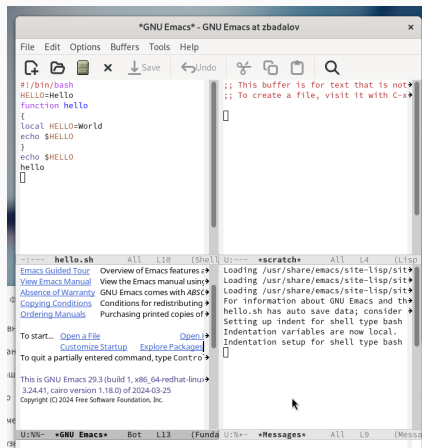 *GNU Emacs* - GNU Emacs at zbadalov
File Edit Options Buffers Tools Help
Save Undo
#!/bin/bash
HELLO=Hello
function hello
{
local HELLO=World
echo $HELLO
}
echo $HELLO
hello
-:--- hello.sh All L10 (Shell
;; This buffer is for text that is not
;; To create a file, visit it with C-x
U:--- *scratch* All L4 (Lisp
Emacs Guided Tour Overview of Emacs features a
View Emacs Manual View the Emacs manual using
Absence of Warranty GNU Emacs comes with ABSO
Copying Conditions Conditions for redistributing
Ordering Manuals Purchasing printed copies of
To start... Open a File Open
Customize Startup Explore Packages
To quit a partially entered command, type Contro
This is GNU Emacs 29.3 (build 1, x86_64-redhat-linux
3.24.41, cairo version 1.18.0) of 2024-03-25
Copyright (C) 2024 Free Software Foundation, Inc.
U:%%- *GNU Emacs* Bot L13 (Funda
Loading /usr/share/emacs/site-lisp/sit
Loading /usr/share/emacs/site-lisp/sit
Loading /usr/share/emacs/site-lisp/sit
For information about GNU Emacs and th
hello.sh has auto save data; consider
Setting up indent for shell type bash
Indentation variables are now local.
Indentation setup for shell type bash
U:%*- *Messages* All L9 (Messa